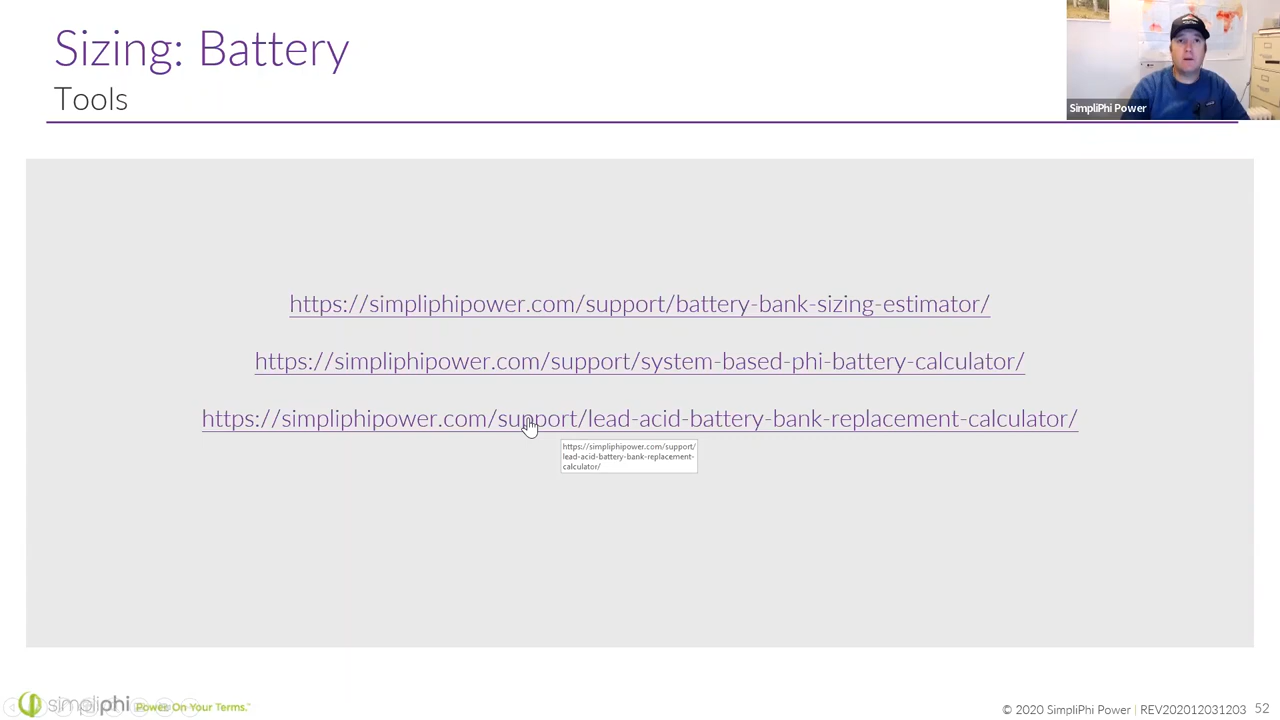 Sizing: Battery
Tools
SimpliPhi Power
https://simpliphipower.com/support/battery-bank-sizing-estimator/
https://simpliphipower.com/support/system-based-phi-battery-calculator/
https://simpliphipower.com/support/lead-acid-battery-bank-replacement-calculator/
https://simpliphipower.com/support/
lead-acid-battery-bank-replacement-
calculator/
simpliphi Power On Your Terms.™
© 2020 SimpliPhi Power | REV202012031203 52